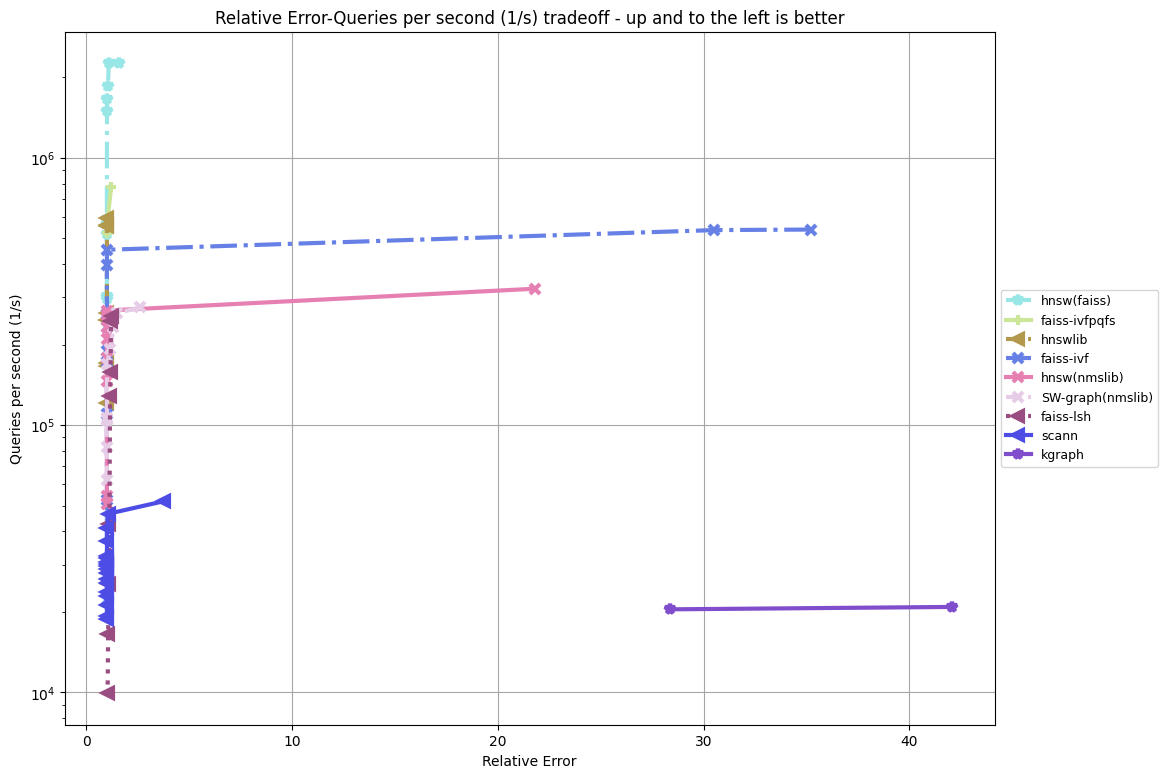 Relative Error-Queries per second (1/s) tradeoff - up and to the left is better
Queries per second (1/s)
10^6
10^5
10^4
0 10 20 30 40
Relative Error
hnsw(faiss)
faiss-ivfpqfs
hnswlib
faiss-ivf
hnsw(nmslib)
SW-graph(nmslib)
faiss-lsh
scann
kgraph